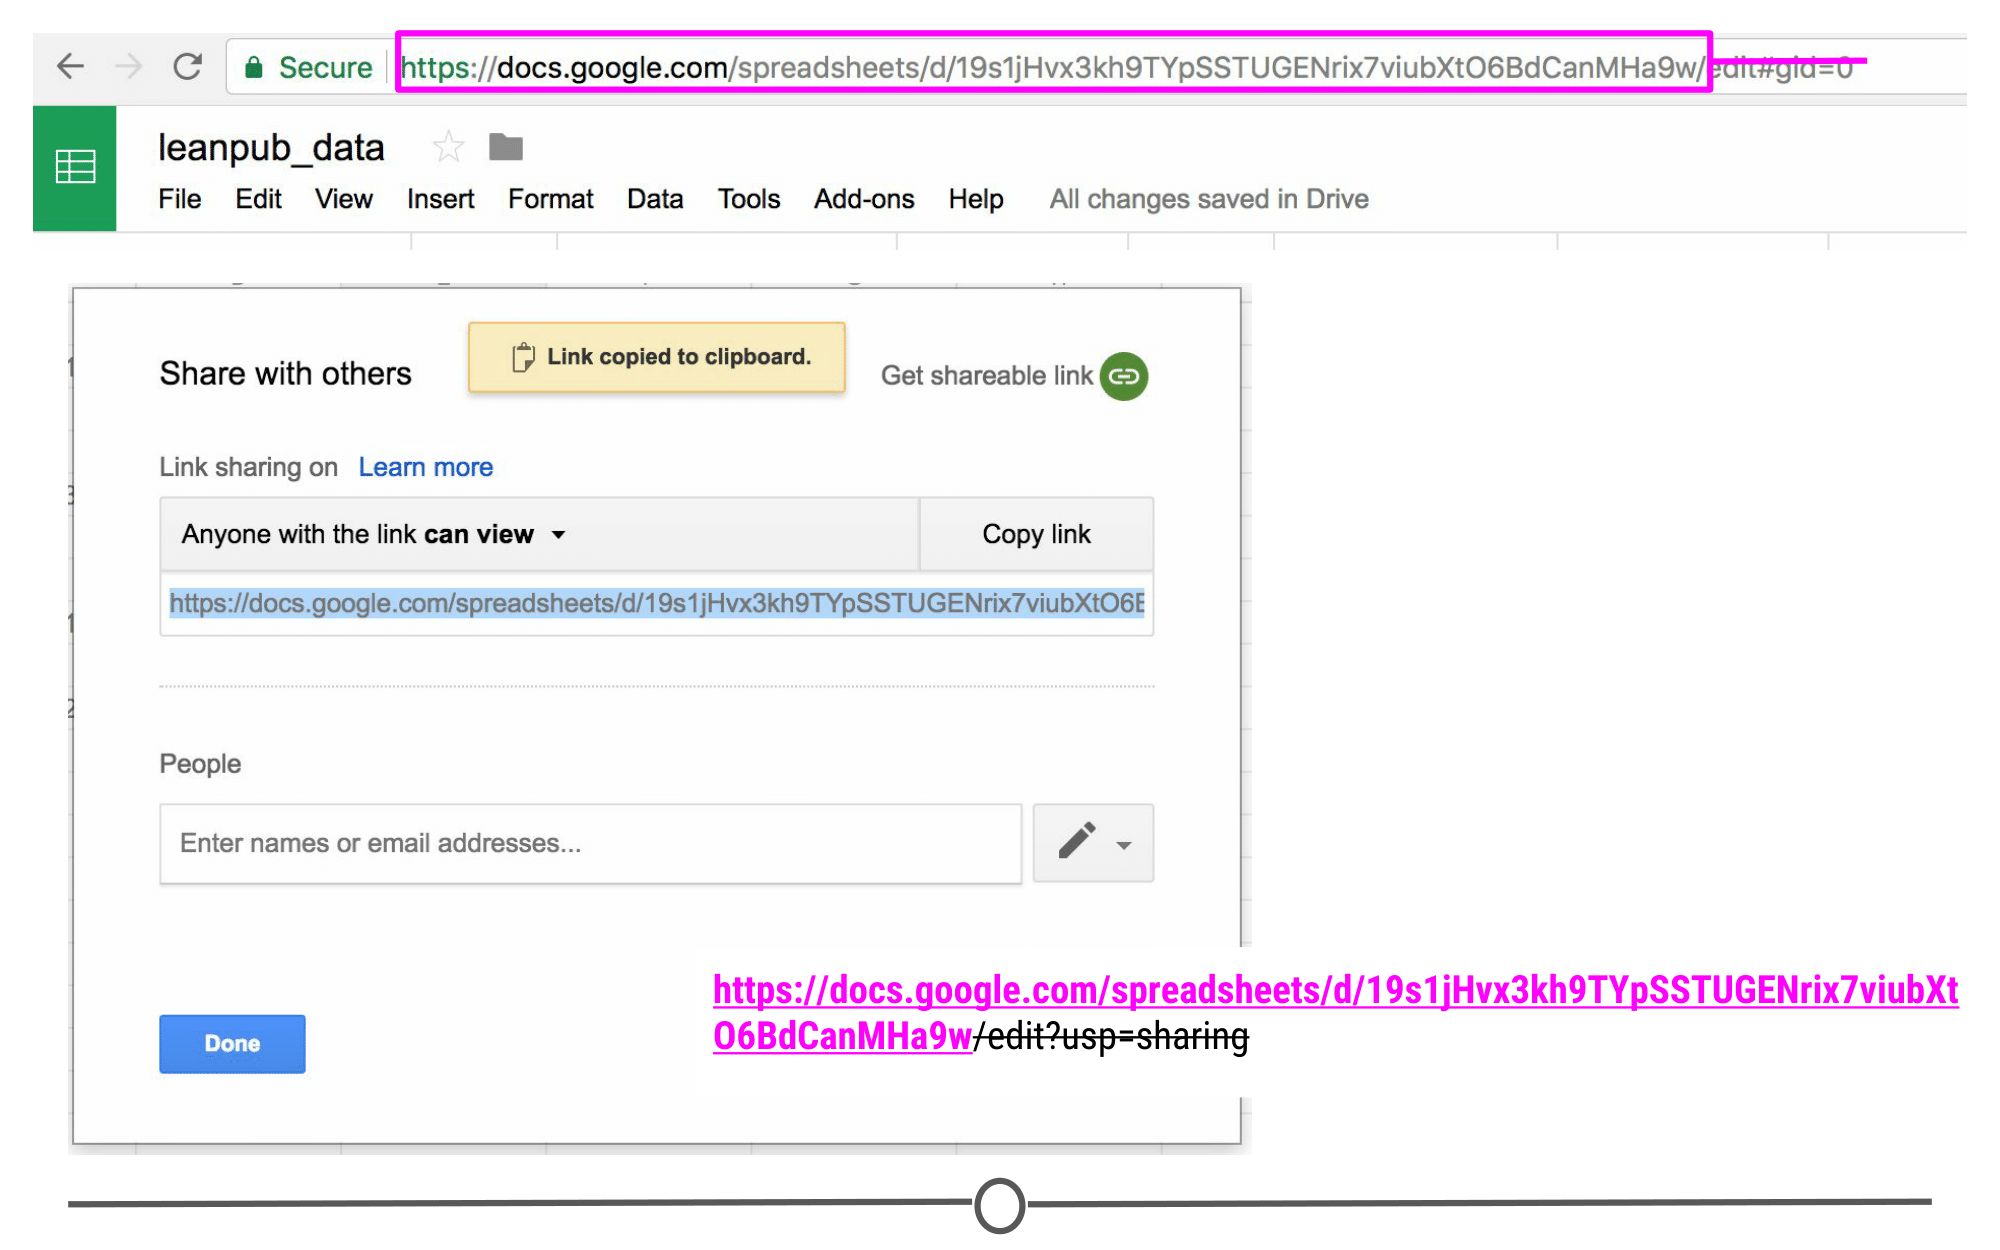 Secure https://docs.google.com/spreadsheets/d/19s1jHvx3kh9TYpSSTUGENrix7viubXtO6BdCanMHa9w/edit#gid=0
leanpub_data
File Edit View Insert Format Data Tools Add-ons Help All changes saved in Drive
Link copied to clipboard.
Share with others
Get shareable link
Link sharing on Learn more
Anyone with the link can view
Copy link
https://docs.google.com/spreadsheets/d/19s1jHvx3kh9TYpSSTUGENrix7viubXtO6B
People
Enter names or email addresses...
https://docs.google.com/spreadsheets/d/19s1jHvx3kh9TYpSSTUGENrix7viubXt
O6BdCanMHa9w/edit?usp=sharing
Done